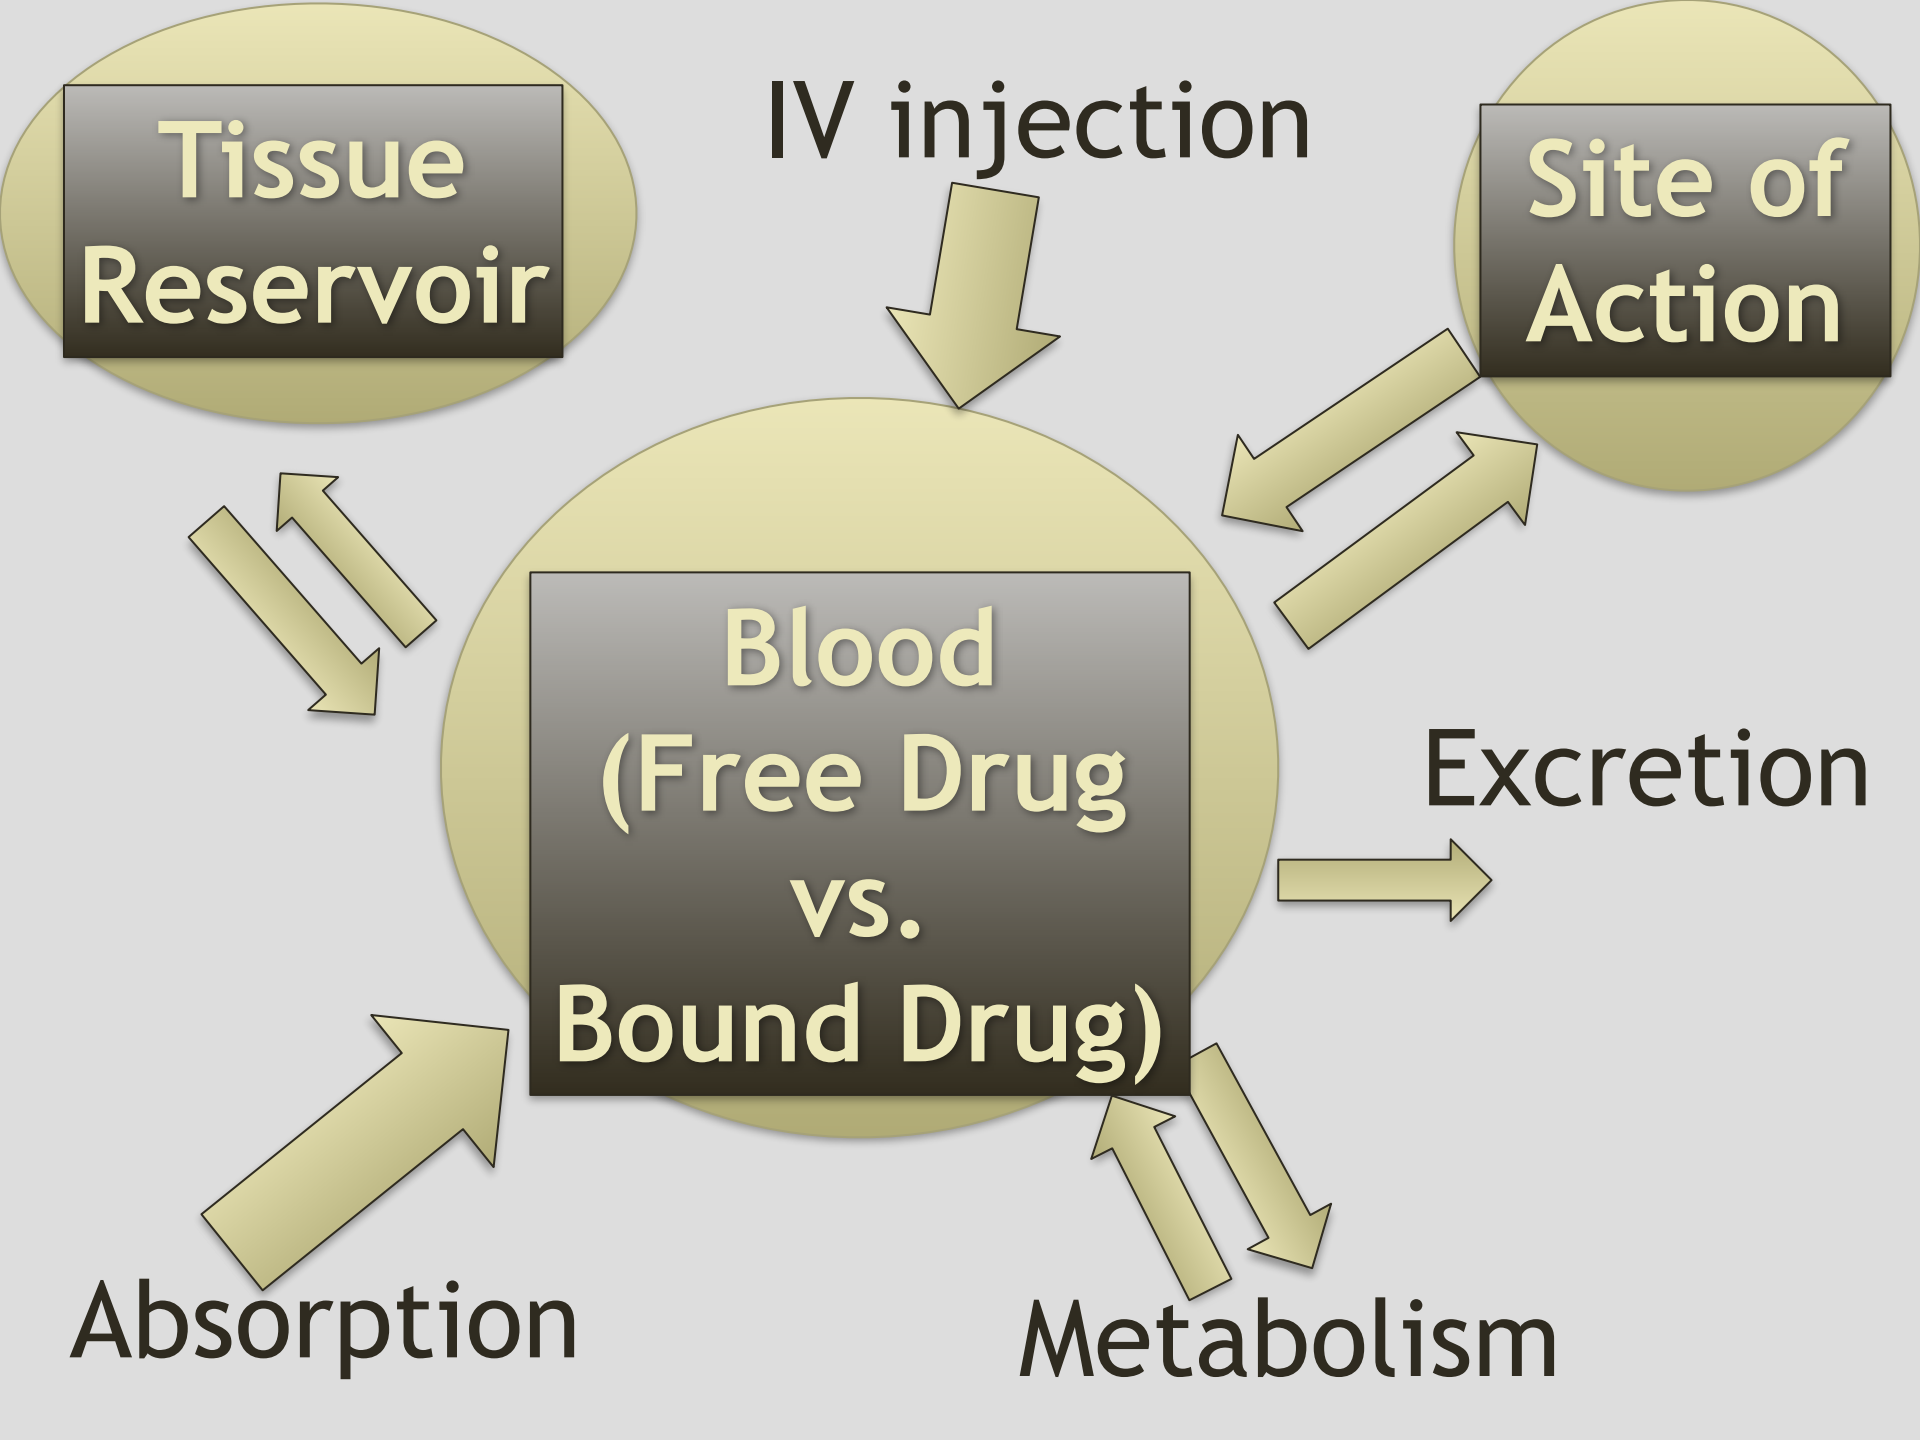 Tissue
Reservoir
IV injection
Site of
Action
Blood
(Free Drug
vs.
Bound Drug)
Excretion
Absorption
Metabolism